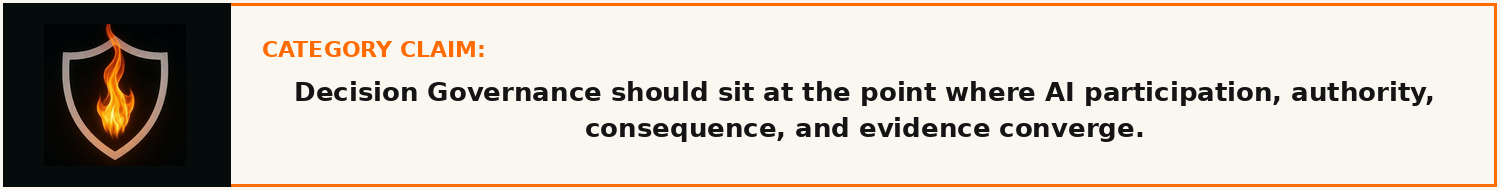 CATEGORY CLAIM:
Decision Governance should sit at the point where AI participation, authority,
consequence, and evidence converge.